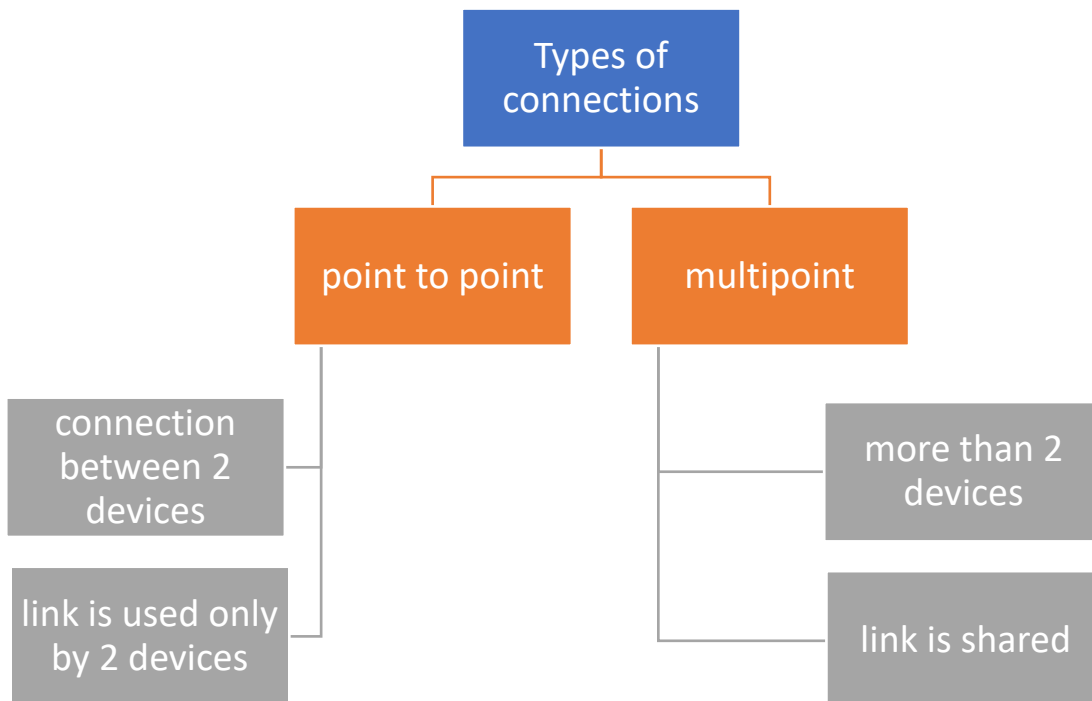 Types of
connections
point to point
multipoint
connection
between 2
devices
link is used only
by 2 devices
more than 2
devices
link is shared